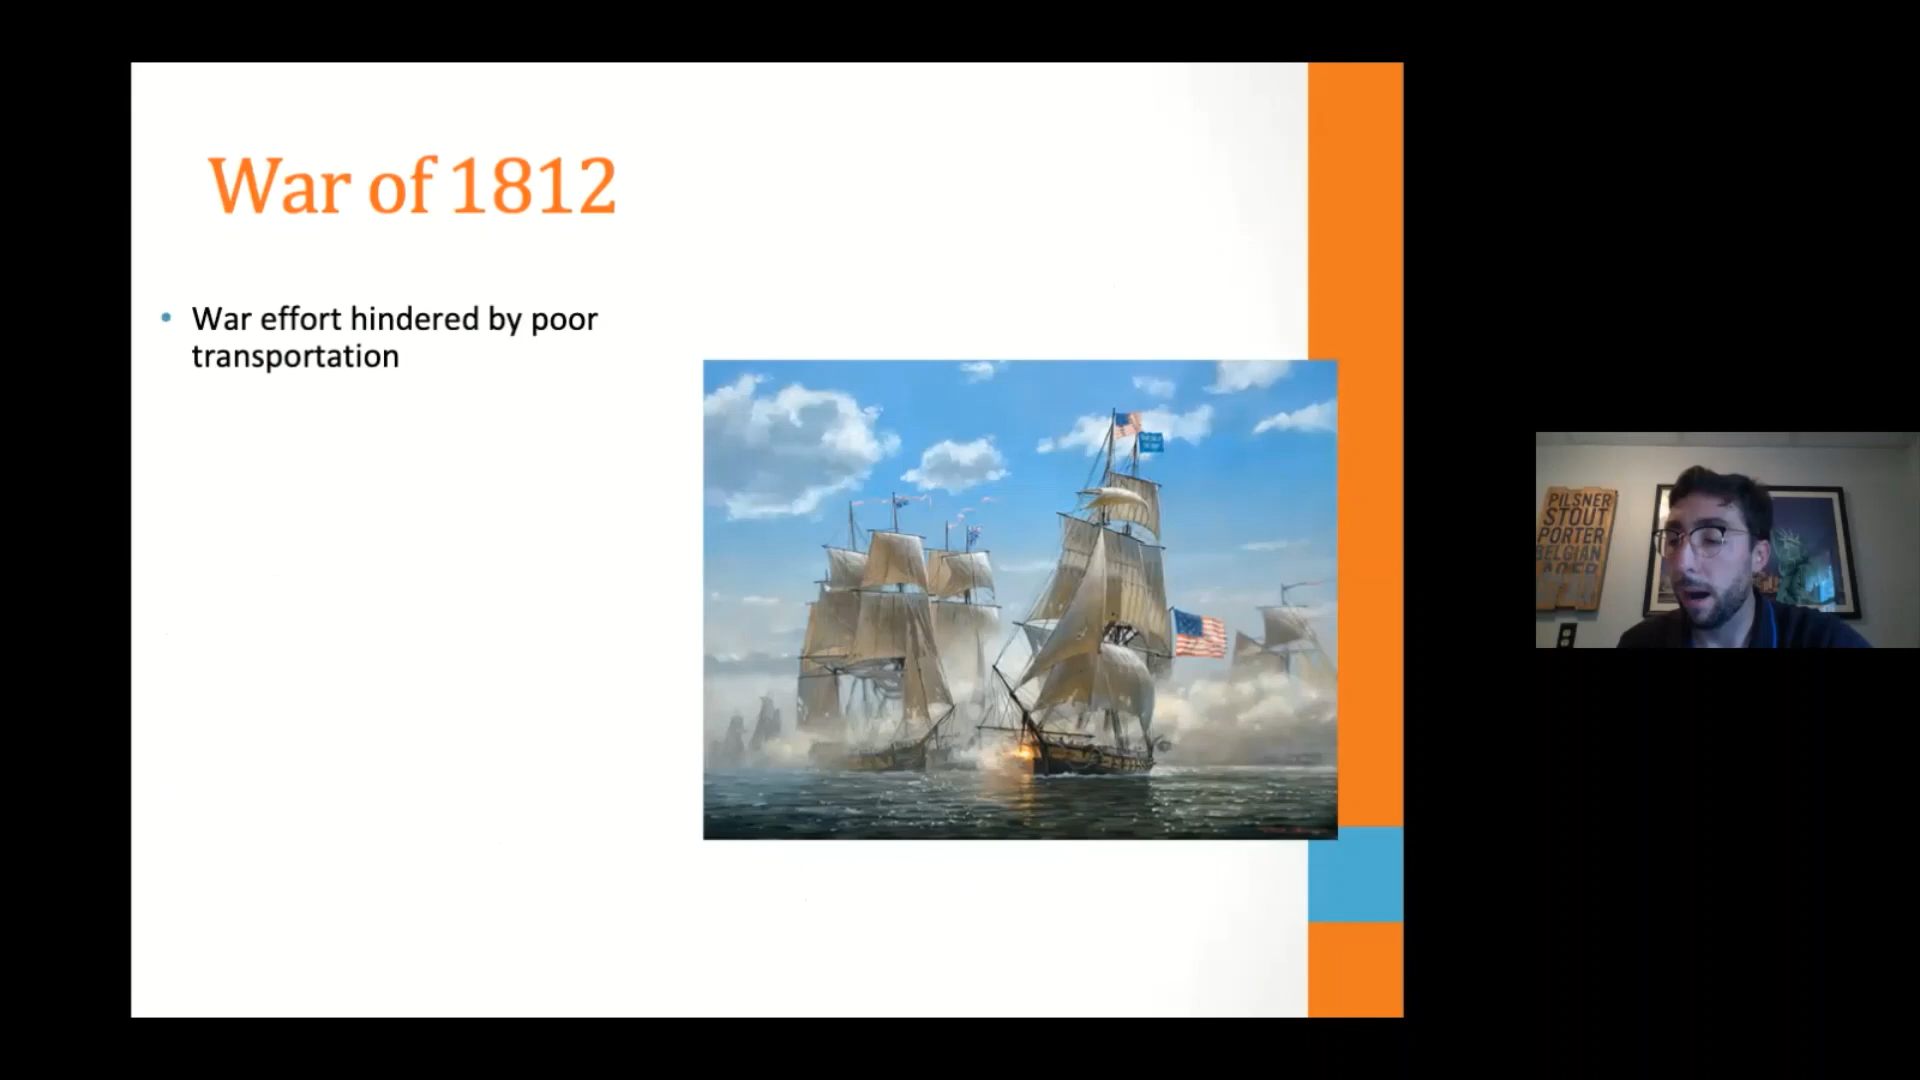 War of 1812
• War effort hindered by poor
transportation
PILSNER
STOUT
PORTER
BELGIAN